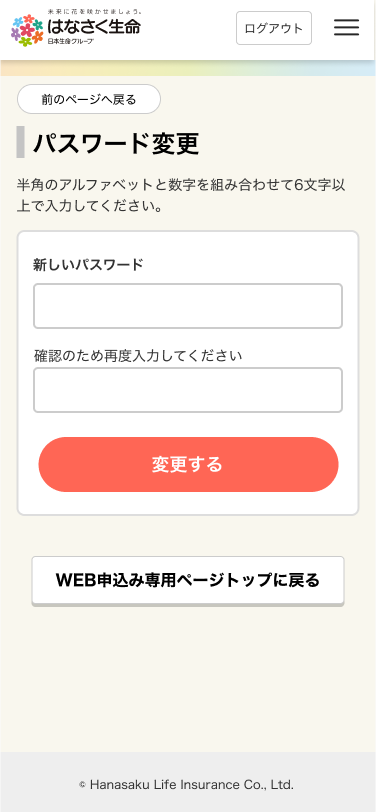 未来に花を咲かせましょう。
はなさく生命
日本生命グループ
ログアウト
前のページへ戻る
パスワード変更
半角のアルファベットと数字を組み合わせて6文字以
上で入力してください。
新しいパスワード
確認のため再度入力してください
変更する
WEB申込み専用ページトップに戻る
© Hanasaku Life Insurance Co., Ltd.